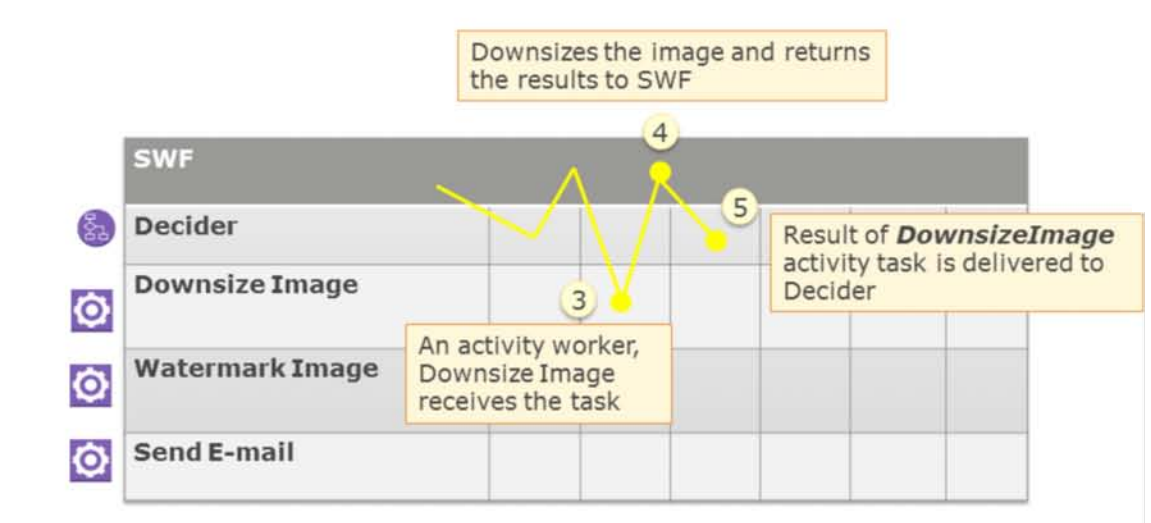 Downsizes the image and returns
the results to SWF
4
SWF
5
Decider
Result of DownsizeImage
activity task is delivered to
Decider
Downsize Image
3
An activity worker,
Downsize Image
receives the task
Watermark Image
Send E-mail